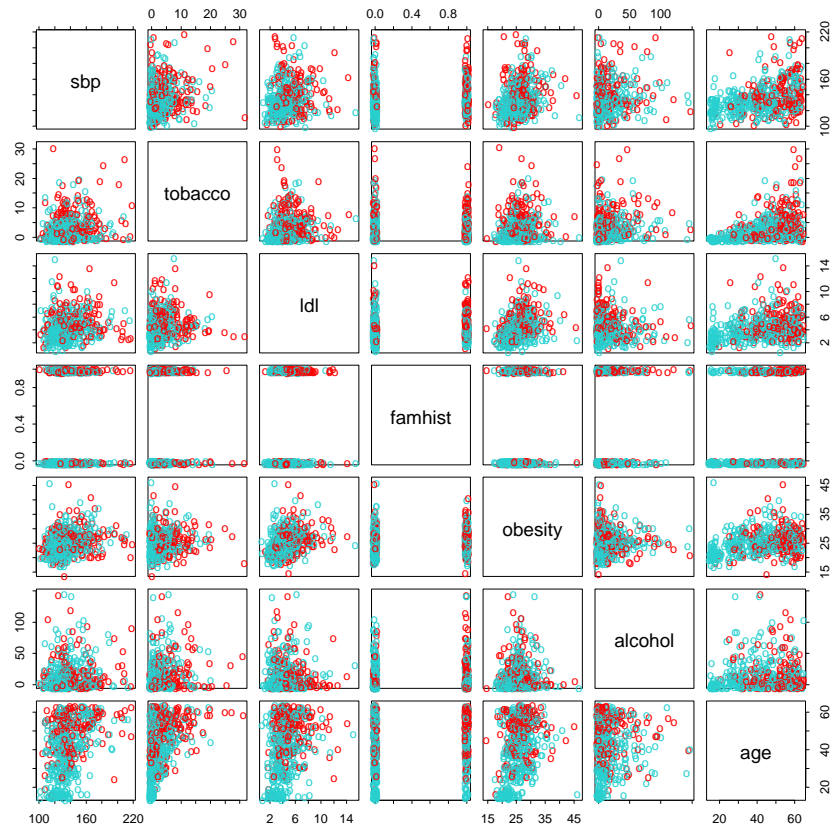 0 10 20 30 0.0 0.4 0.8 0 50 100
sbp 100 160 220
0 10 20 30 tobacco
ldl 2 6 10 14
0.0 0.4 0.8 famhist
obesity 15 25 35 45
0 50 100 alcohol
age 20 40 60
100 160 220 2 6 10 14 15 25 35 45 20 40 60